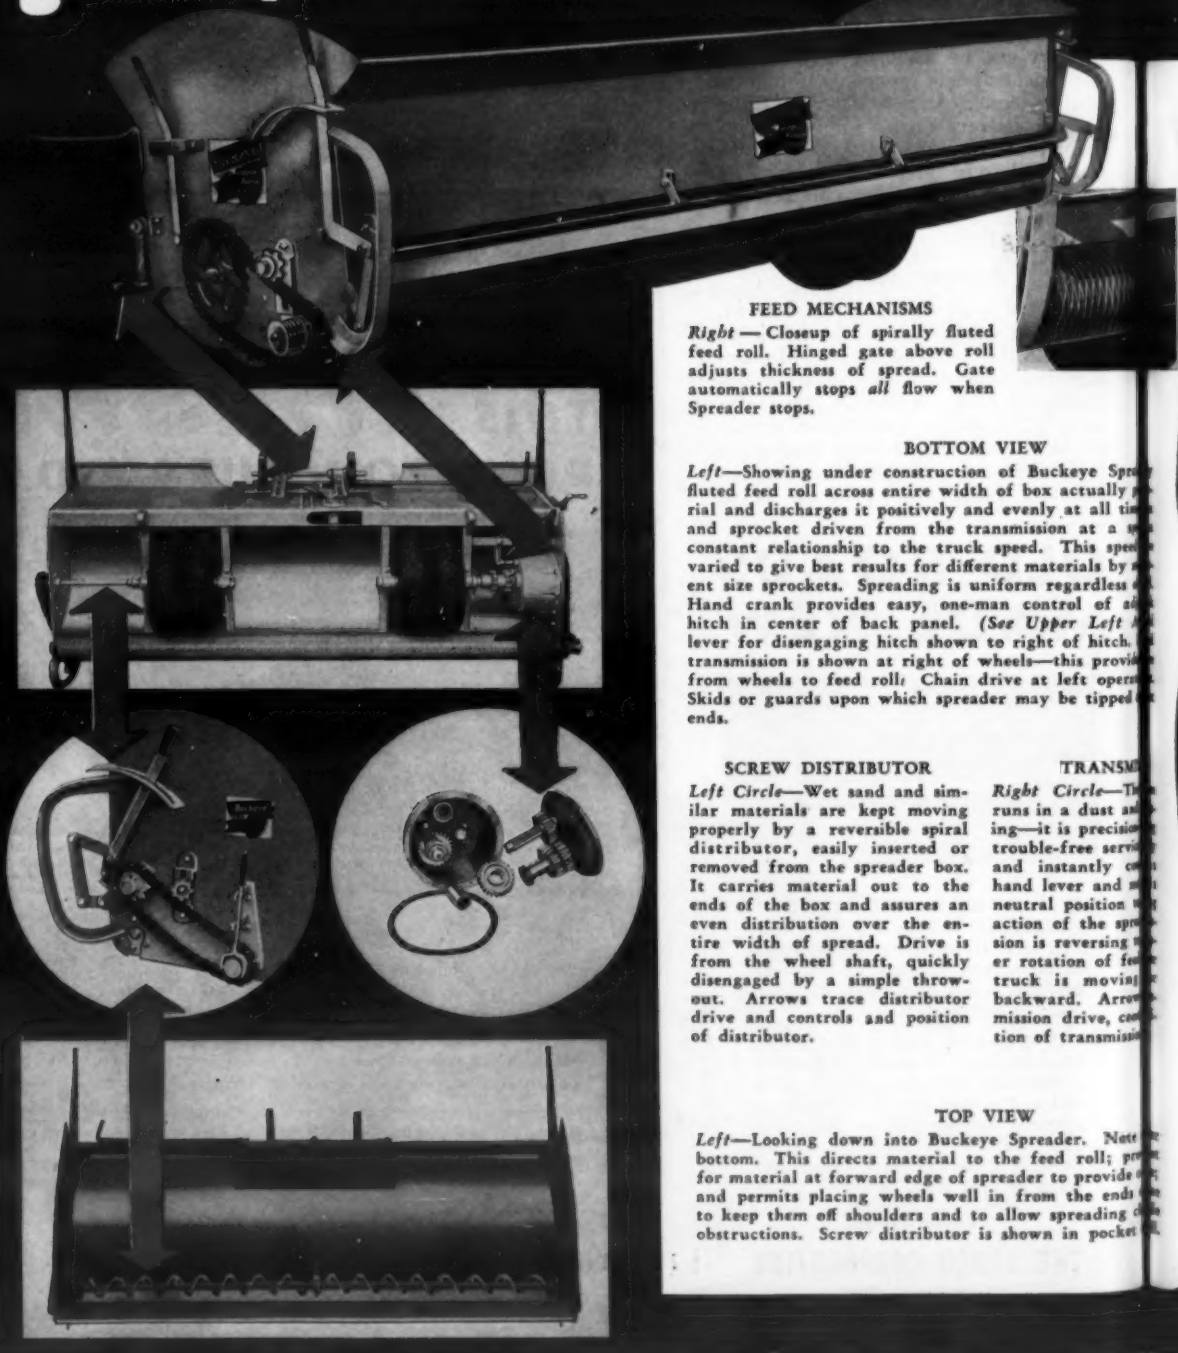 FEED MECHANISMS
Right — Closeup of spirally fluted
feed roll. Hinged gate above roll
adjusts thickness of spread. Gate
automatically stops all flow when
Spreader stops.
BOTTOM VIEW
Left—Showing under construction of Buckeye
fluted feed roll across entire width of box actually
rial and discharges it positively and evenly at all
and sprocket driven from the transmission at a
constant relationship to the truck speed. This
varied to give best results for different materials by
ent size sprockets. Spreading is uniform regardless
Hand crank provides easy, one-man control of
hitch in center of back panel. (See Upper Left
lever for disengaging hitch shown to right of hitch.
transmission is shown at right of wheels—this
from wheels to feed roll. Chain drive at left
Skids or guards upon which spreader may be tipped
ends.
SCREW DISTRIBUTOR
Left Circle—Wet sand and sim-
ilar materials are kept moving
properly by a reversible spiral
distributor, easily inserted or
removed from the spreader box.
It carries material out to the
ends of the box and assures an
even distribution over the en-
tire width of spread. Drive is
from the wheel shaft, quickly
disengaged by a simple throw-
out. Arrows trace distributor
drive and controls and position
of distributor.
TRANSM
Right Circle—
runs in a dust
ing—it is
trouble-free
and instantly
hand lever and
neutral position
action of the
sion is reversing
er rotation of
truck is moving
backward.
mission drive,
tion of
TOP VIEW
Left—Looking down into Buckeye Spreader. Note
bottom. This directs material to the feed roll;
for material at forward edge of spreader to provide
and permits placing wheels well in from the ends
to keep them off shoulders and to allow spreading
obstructions. Screw distributor is shown in pocket
Buckeye